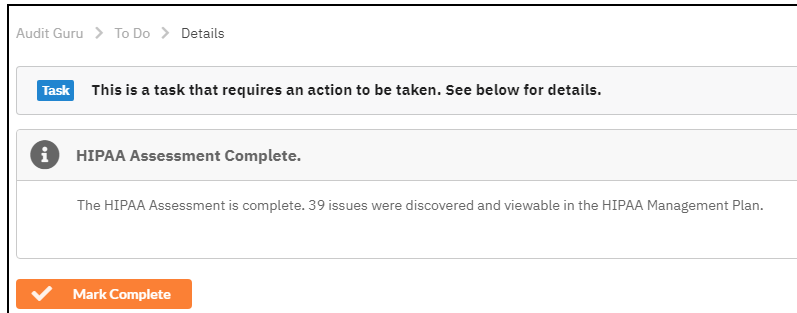 Audit Guru > To Do > Details
Task This is a task that requires an action to be taken. See below for details.
HIPAA Assessment Complete.
The HIPAA Assessment is complete. 39 issues were discovered and viewable in the HIPAA Management Plan.
Mark Complete